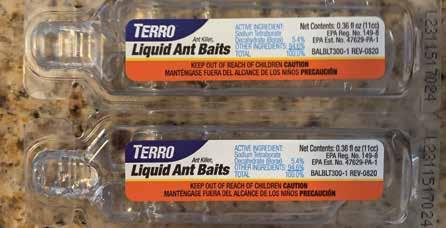 TERRO
Ant Killer,
Liquid Ant Baits
ACTIVE INGREDIENT:
Sodium Tetraborate
Decahydrate (Borax) 5.4%
OTHER INGREDIENTS: 94.6%
TOTAL 100.0%
Net Contents: 0.36 fl oz (11cc)
EPA Reg. No. 149-8
EPA Est. No. 47629-PA-1
BALBLT300-1 REV-0820
KEEP OUT OF REACH OF CHILDREN CAUTION
MANTÉNGASE FUERA DEL ALCANCE DE LOS NIÑOS PRECAUCIÓN
TERRO
Ant Killer,
Liquid Ant Baits
ACTIVE INGREDIENT:
Sodium Tetraborate
Decahydrate (Borax) 5.4%
OTHER INGREDIENTS: 94.6%
TOTAL 100.0%
Net Contents: 0.36 fl oz (11cc)
EPA Reg. No. 149-8
EPA Est. No. 47629-PA-1
BALBLT300-1 REV-0820
KEEP OUT OF REACH OF CHILDREN CAUTION
MANTÉNGASE FUERA DEL ALCANCE DE LOS NIÑOS PRECAUCIÓN